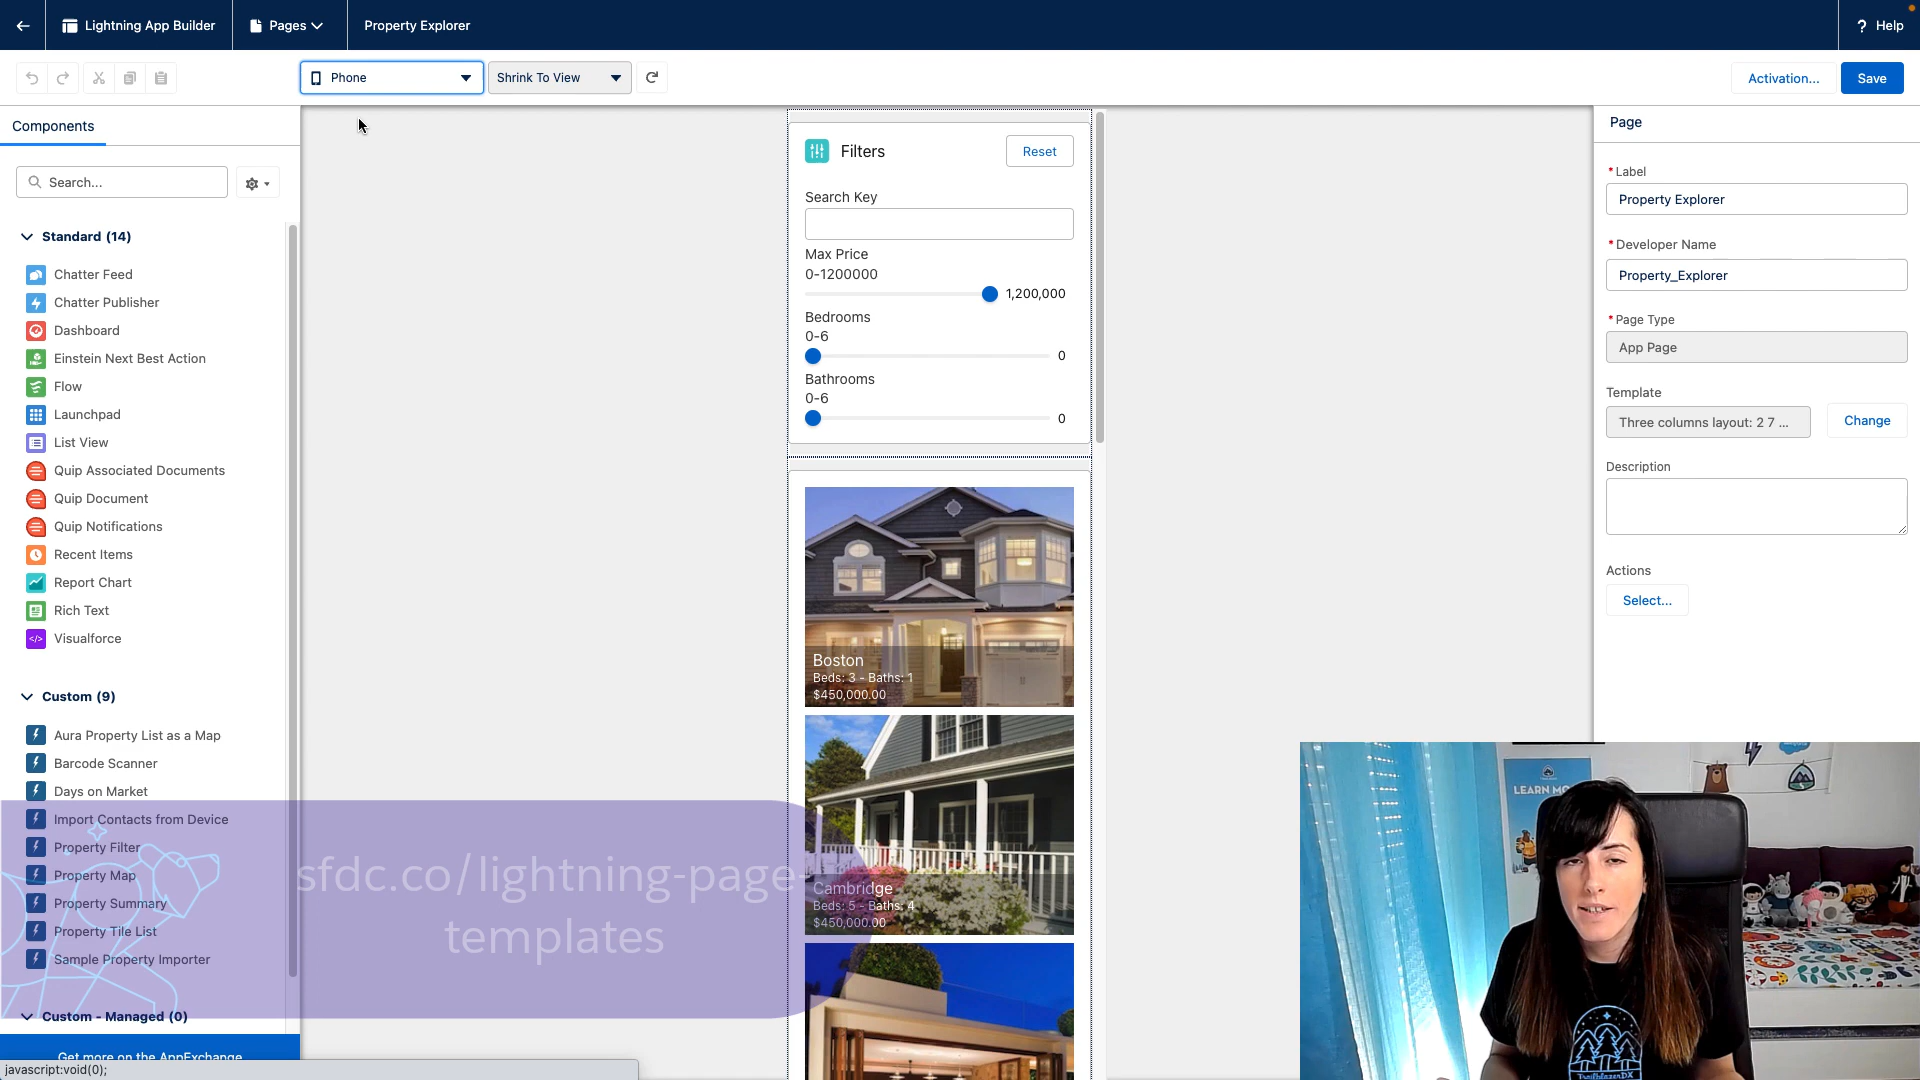 Lightning App Builder
Pages
Property Explorer
? Help
Phone
Shrink To View
Activation...
Save
Components
Search...
Standard (14)
Chatter Feed
Chatter Publisher
Dashboard
Einstein Next Best Action
Flow
Launchpad
List View
Quip Associated Documents
Quip Document
Quip Notifications
Recent Items
Report Chart
Rich Text
Visualforce
Custom (9)
Aura Property List as a Map
Barcode Scanner
Days on Market
Import Contacts from Device
Property Filter
Property Map
Property Summary
Property Tile List
Sample Property Importer
Custom - Managed (0)
Get more on the AppExchange
javascript:void(0);
sfdc.co/lightning-page-
templates
Filters
Reset
Search Key
Max Price
0-1200000
1,200,000
Bedrooms
0-6
0
Bathrooms
0-6
0
Boston
Beds: 3 - Baths: 1
$450,000.00
Cambridge
Beds: 5 - Baths: 4
$450,000.00
Page
* Label
Property Explorer
* Developer Name
Property_Explorer
* Page Type
App Page
Template
Three columns layout: 2 7 ...
Change
Description
Actions
Select...
LEARN MO
TrailblazerDX